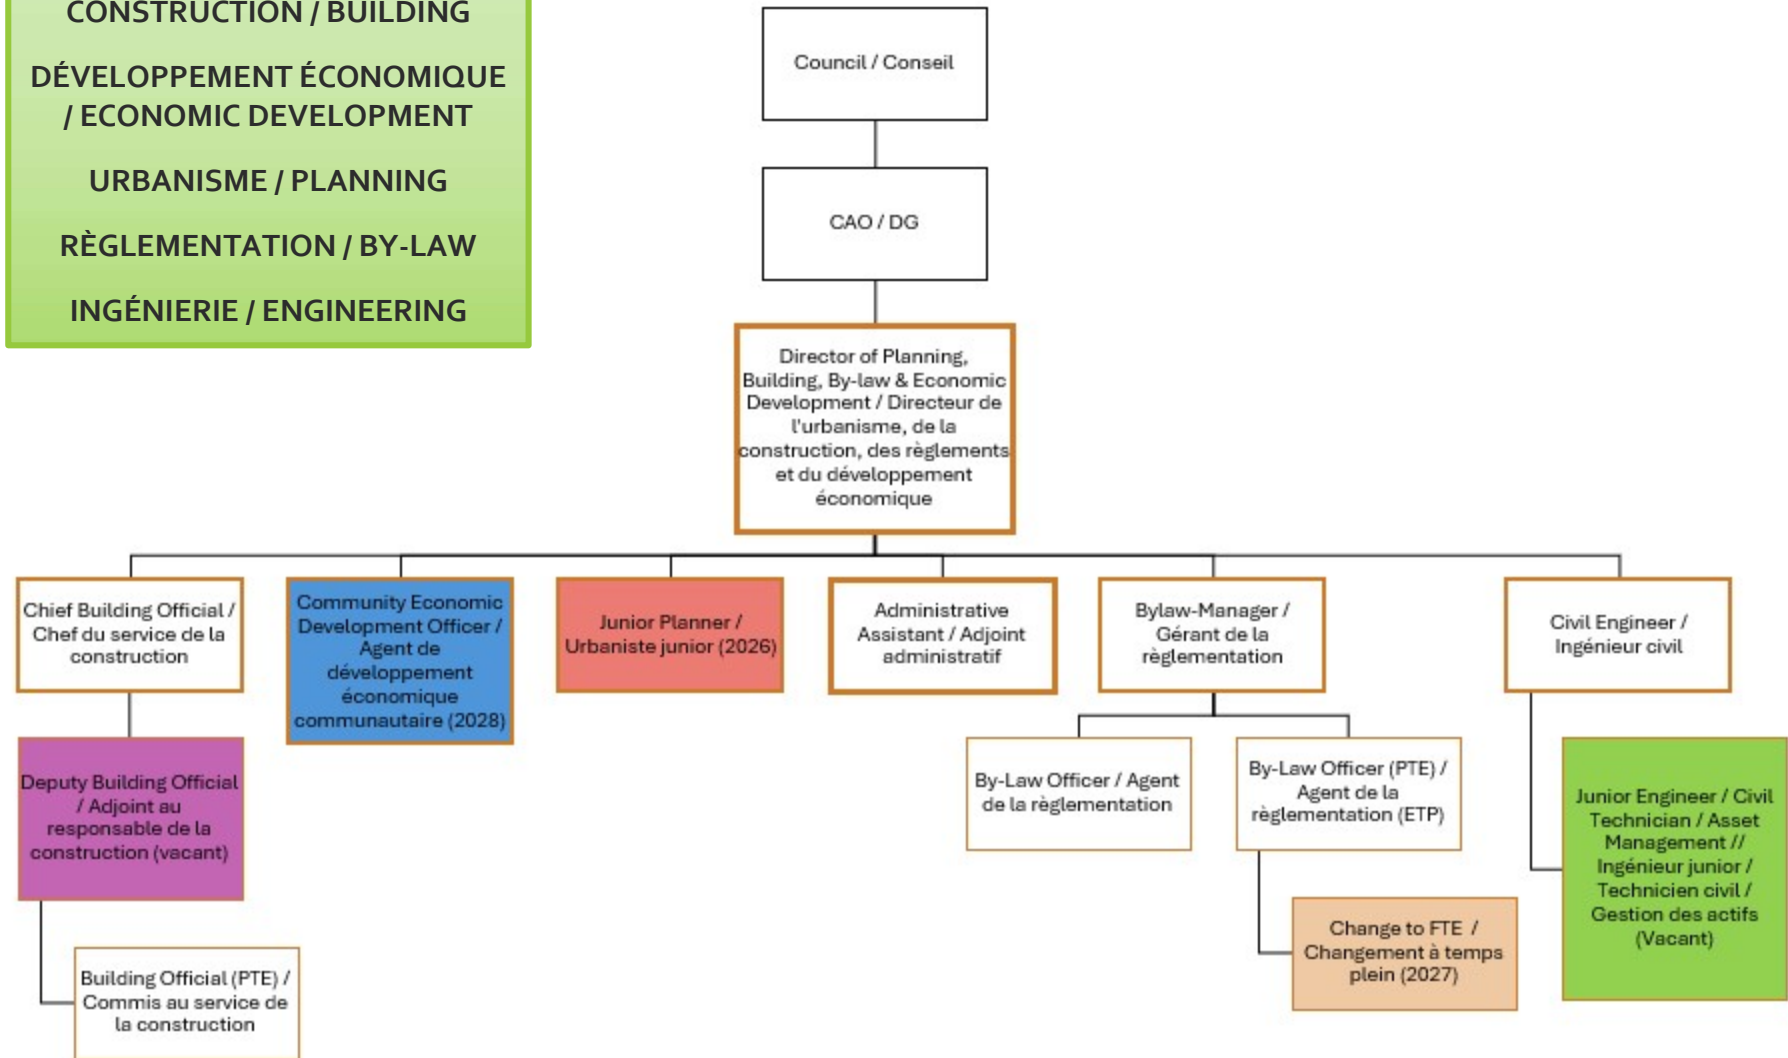 CONSTRUCTION / BUILDING
DÉVELOPPEMENT ÉCONOMIQUE
/ ECONOMIC DEVELOPMENT
URBANISME / PLANNING
RÈGLEMENTATION / BY-LAW
INGÉNIERIE / ENGINEERING
Council / Conseil
CAO / DG
Director of Planning,
Building, By-law & Economic
Development / Directeur de
l'urbanisme, de la
construction, des règlements
et du développement
économique
Chief Building Official /
Chef du service de la
construction
Community Economic
Development Officer /
Agent de
développement
économique
communautaire (2028)
Junior Planner /
Urbaniste junior (2026)
Administrative
Assistant / Adjoint
administratif
Bylaw-Manager /
Gérant de la
règlementation
Civil Engineer /
Ingénieur civil
Deputy Building Official
/ Adjoint au
responsable de la
construction (vacant)
By-Law Officer / Agent
de la règlementation
By-Law Officer (PTE) /
Agent de la
règlementation (ETP)
Junior Engineer / Civil
Technician / Asset
Management //
Ingénieur junior /
Technicien civil /
Gestion des actifs
(Vacant)
Change to FTE /
Changement à temps
plein (2027)
Building Official (PTE) /
Commis au service de
la construction